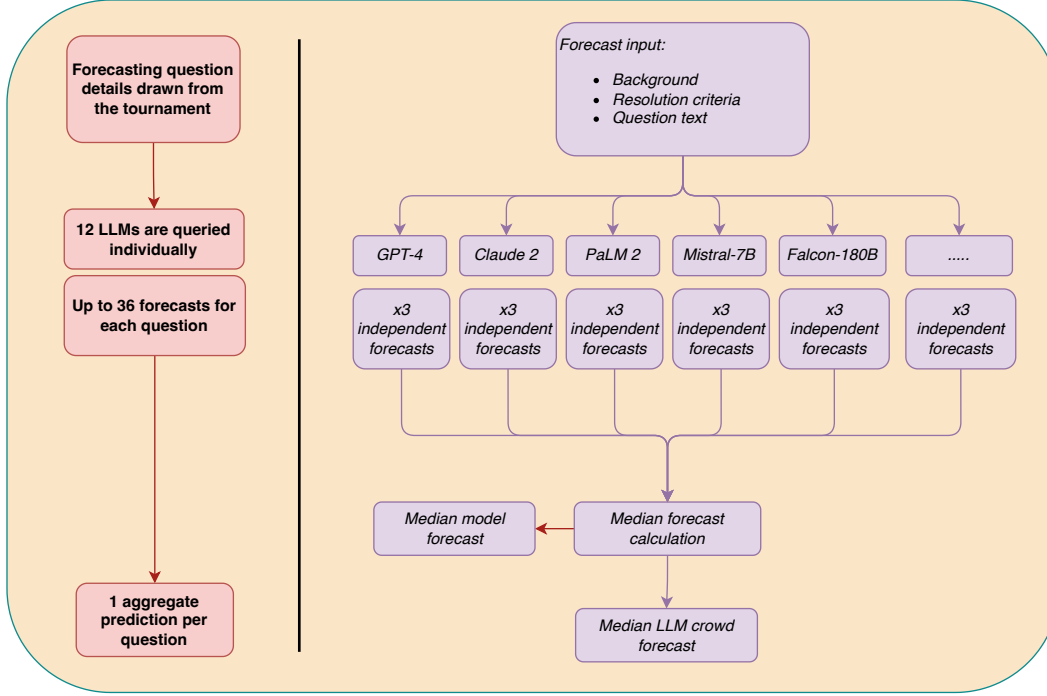 Forecasting question
details drawn from
the tournament
12 LLMs are queried
individually
Up to 36 forecasts for
each question
1 aggregate
prediction per
question
Forecast input:
• Background
• Resolution criteria
• Question text
GPT-4
Claude 2
PaLM 2
Mistral-7B
Falcon-180B
.....
x3
independent
forecasts
x3
independent
forecasts
x3
independent
forecasts
x3
independent
forecasts
x3
independent
forecasts
x3
independent
forecasts
Median model
forecast
Median forecast
calculation
Median LLM crowd
forecast